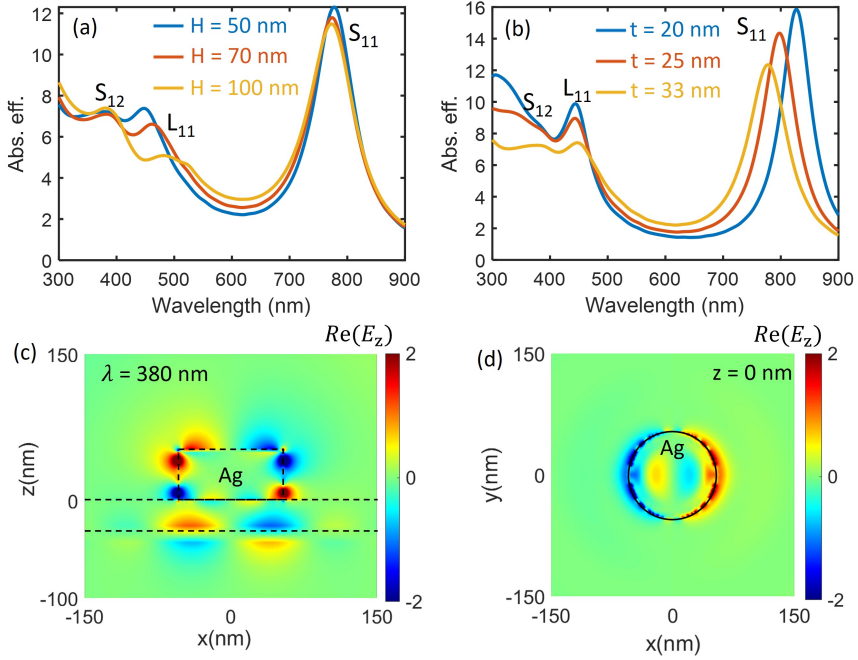 (a)
H = 50 nm
H = 70 nm
H = 100 nm
S11
S12
L11
Abs. eff.
12
10
8
6
4
2
0
300 400 500 600 700 800 900
Wavelength (nm)
(b)
t = 20 nm
t = 25 nm
t = 33 nm
S11
S12
L11
Abs. eff.
16
14
12
10
8
6
4
2
0
300 400 500 600 700 800 900
Wavelength (nm)
(c)
Re(Ez)
λ = 380 nm
Ag
z(nm)
150
0
-100
-150 0 150
x(nm)
2
0
-2
(d)
Re(Ez)
z = 0 nm
Ag
y(nm)
150
0
-150
-150 0 150
x(nm)
2
0
-2